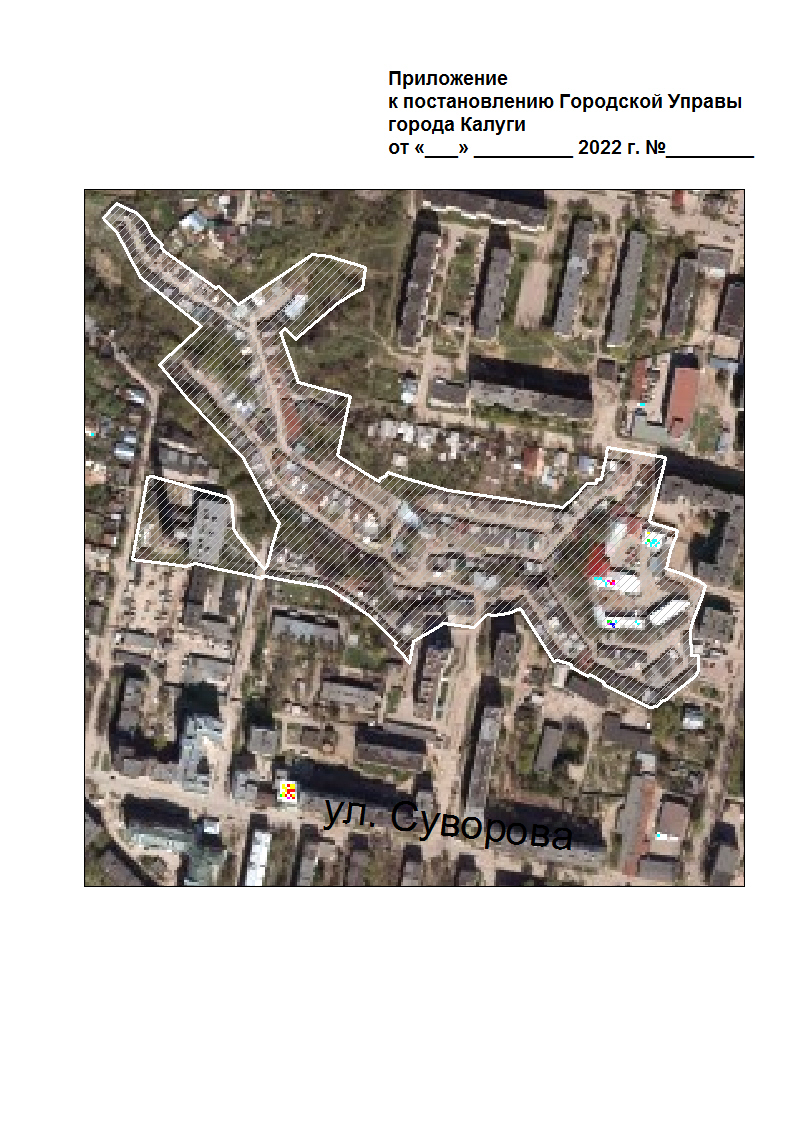 Приложение
к постановлению Городской Управы
города Калуги
от «___» _________ 2022 г. №________
ул. Суворова